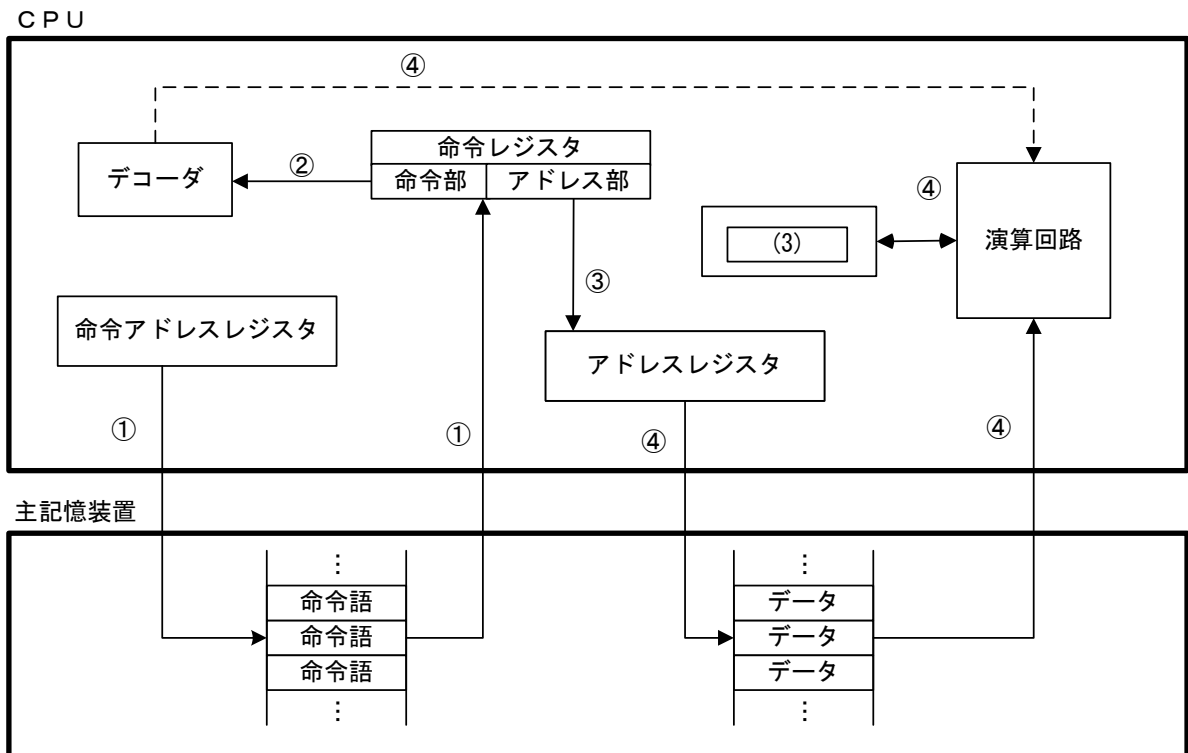 ＣＰＵ
④
命令レジスタ
デコーダ
②
命令部
アドレス部
④
(3)
演算回路
③
命令アドレスレジスタ
アドレスレジスタ
①
①
④
④
主記憶装置
⋮
⋮
命令語
データ
命令語
データ
命令語
データ
⋮
⋮